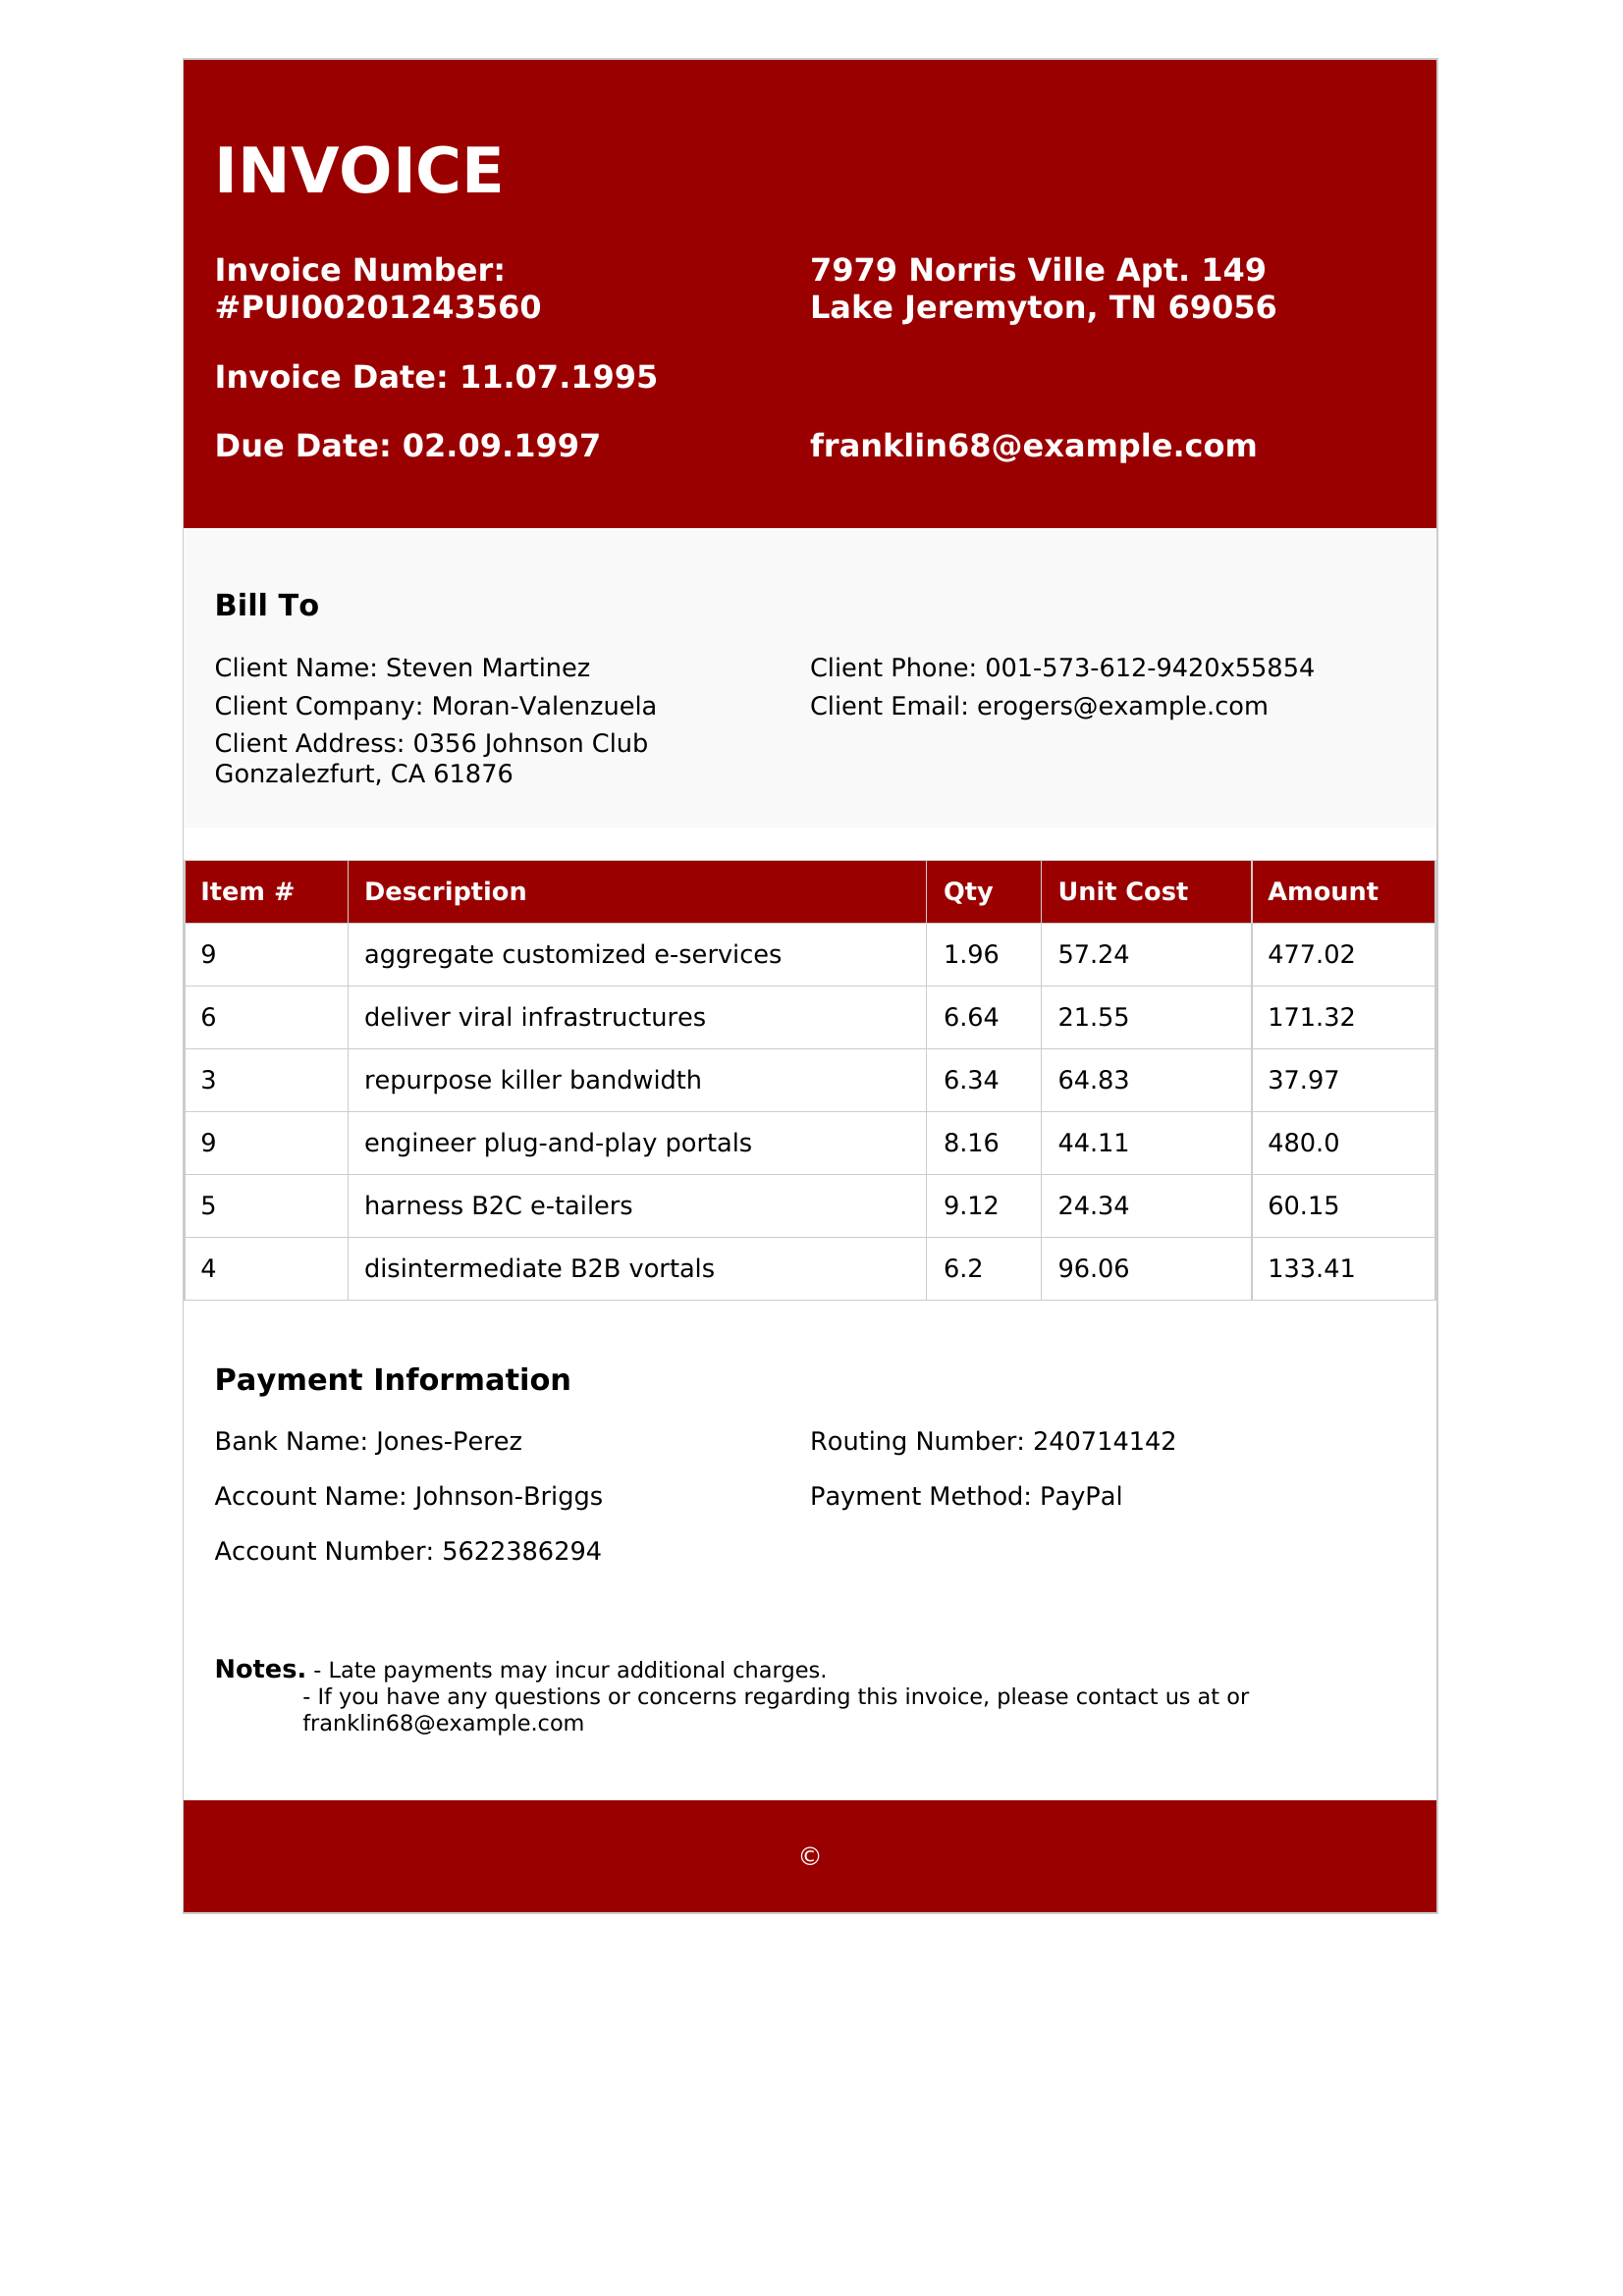 INVOICE
Invoice Number:
#PUI00201243560
7979 Norris Ville Apt. 149
Lake Jeremyton, TN 69056
Invoice Date: 11.07.1995
Due Date: 02.09.1997
franklin68@example.com
Bill To
Client Name: Steven Martinez
Client Company: Moran-Valenzuela
Client Address: 0356 Johnson Club
Gonzalezfurt, CA 61876
Client Phone: 001-573-612-9420x55854
Client Email: erogers@example.com
Item # Description Qty Unit Cost Amount
9 aggregate customized e-services 1.96 57.24 477.02
6 deliver viral infrastructures 6.64 21.55 171.32
3 repurpose killer bandwidth 6.34 64.83 37.97
9 engineer plug-and-play portals 8.16 44.11 480.0
5 harness B2C e-tailers 9.12 24.34 60.15
4 disintermediate B2B vortals 6.2 96.06 133.41
Payment Information
Bank Name: Jones-Perez
Account Name: Johnson-Briggs
Account Number: 5622386294
Routing Number: 240714142
Payment Method: PayPal
Notes. - Late payments may incur additional charges.
- If you have any questions or concerns regarding this invoice, please contact us at or
franklin68@example.com
©